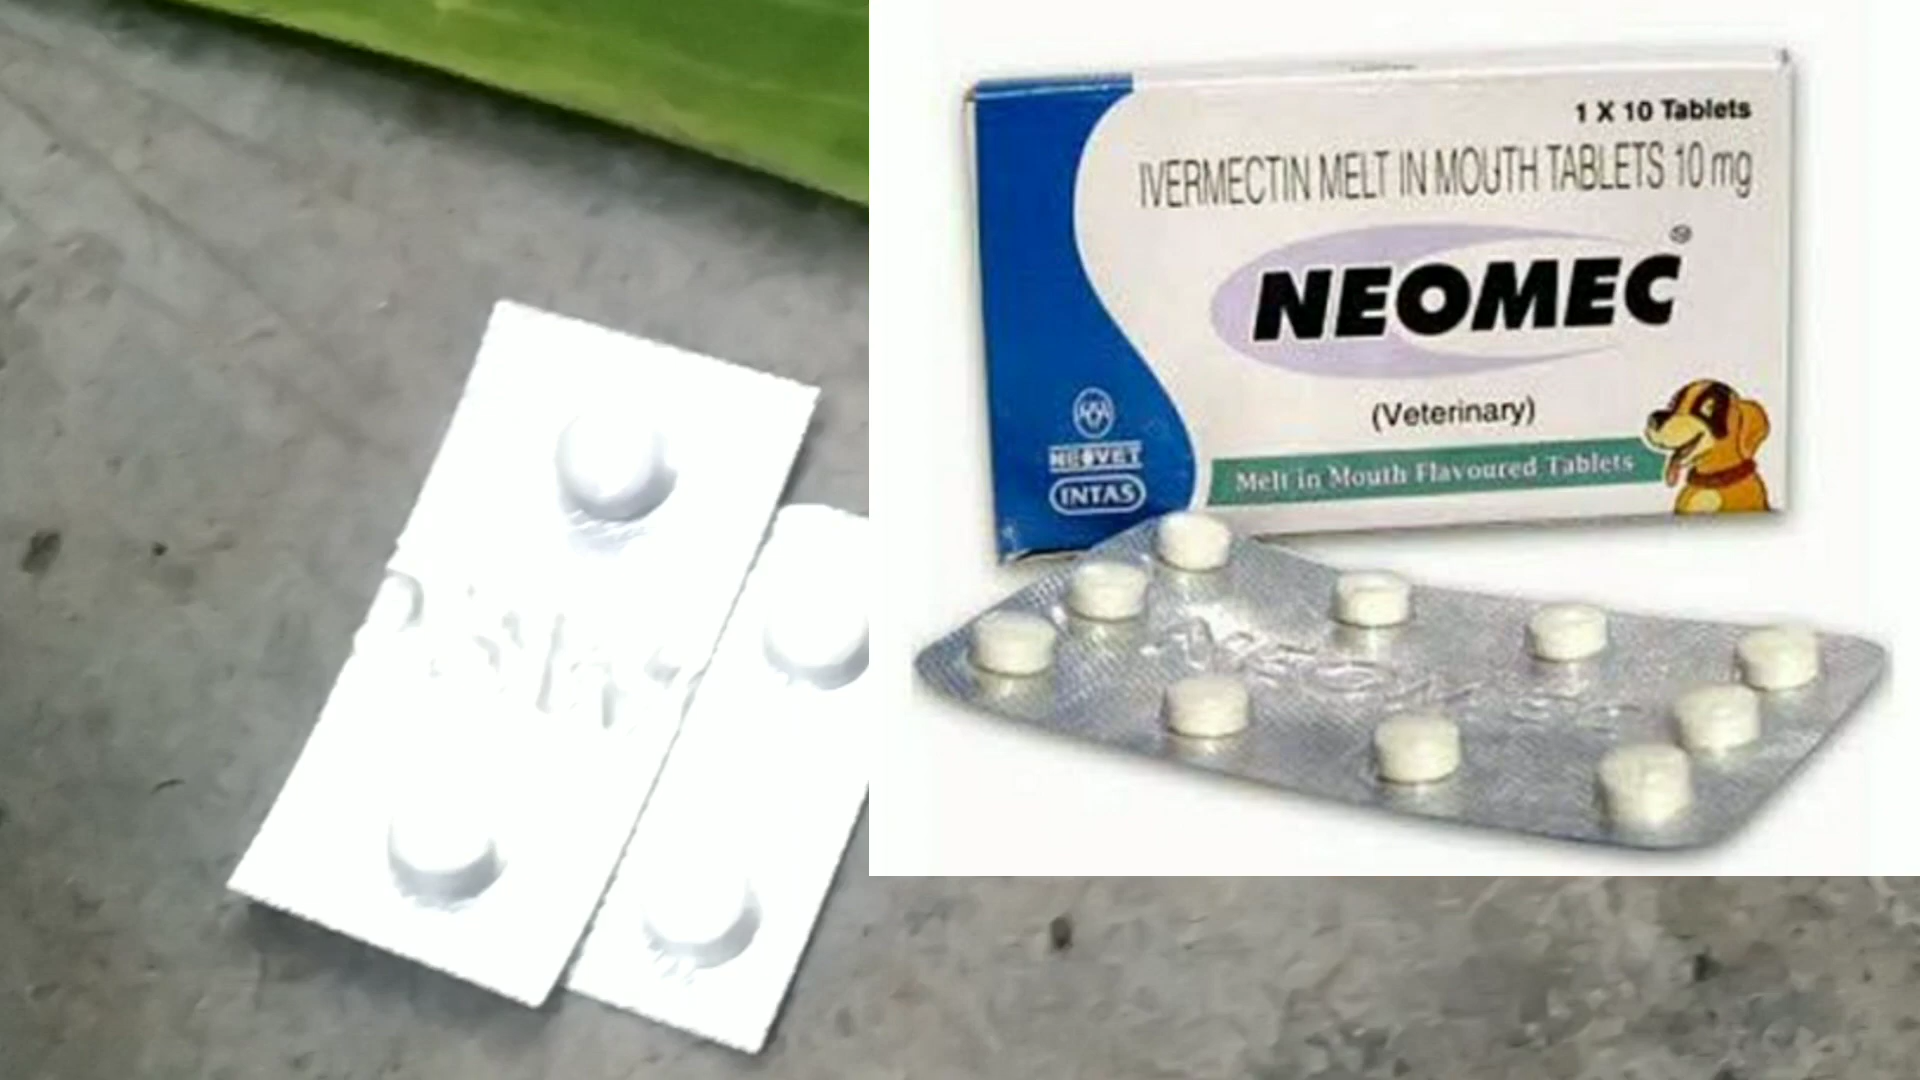 1 X 10 Tablets
IVERMECTIN MELT IN MOUTH TABLETS 10 mg
NEOMEC®
(Veterinary)
NEOVET
INTAS
Melt in Mouth Flavoured Tablets